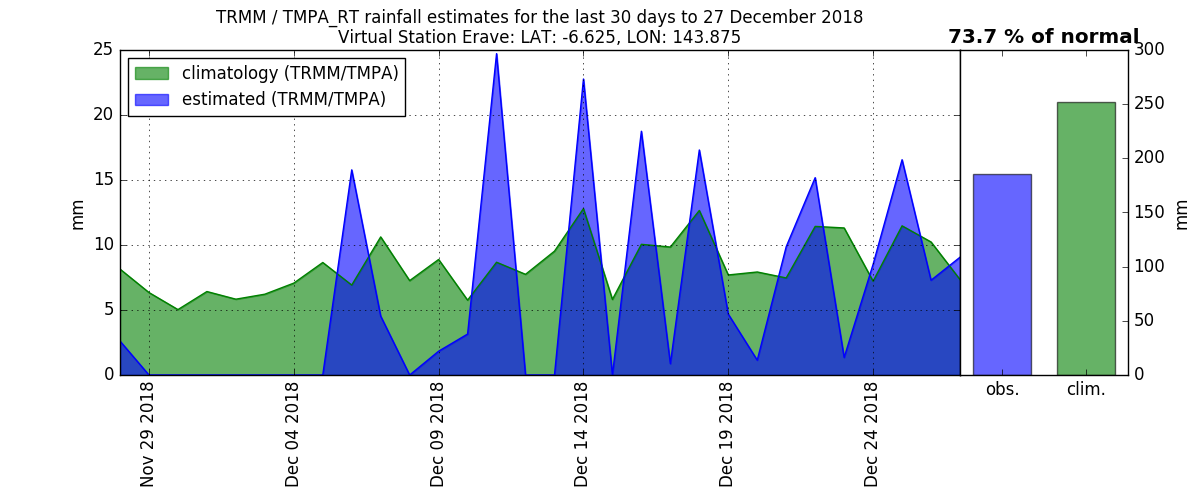 TRMM / TMPA_RT rainfall estimates for the last 30 days to 27 December 2018
Virtual Station Erave: LAT: -6.625, LON: 143.875
73.7 % of normal
climatology (TRMM/TMPA)
estimated (TRMM/TMPA)
25
20
15
10
5
0
mm
300
250
200
150
100
50
0
mm
Nov 29 2018
Dec 04 2018
Dec 09 2018
Dec 14 2018
Dec 19 2018
Dec 24 2018
obs.
clim.